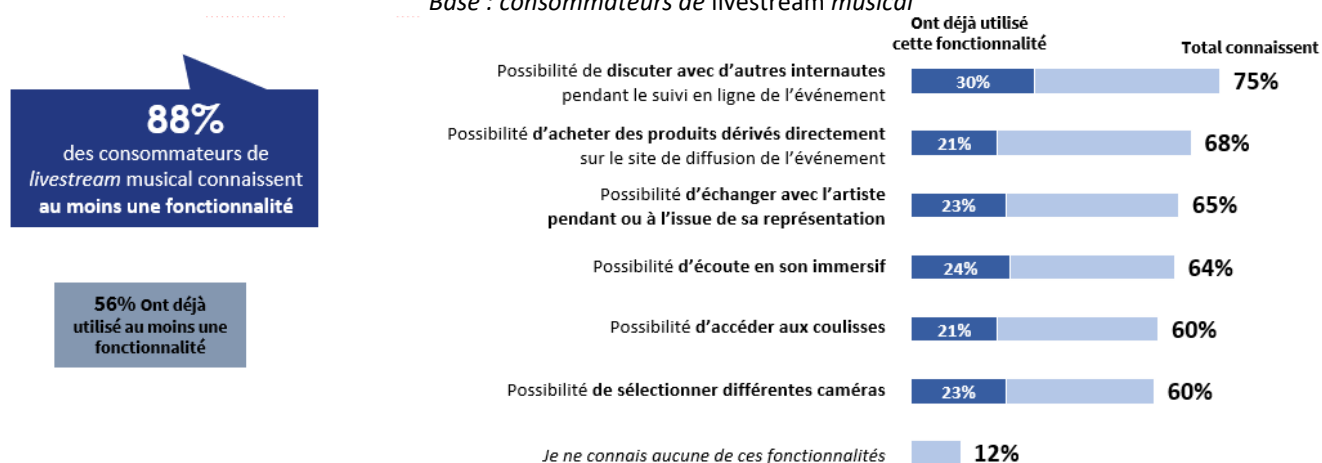 Base : consommateurs de livestream musical
Ont déjà utilisé
cette fonctionnalité
Total connaissent
88%
des consommateurs de
livestream musical connaissent
au moins une fonctionnalité
56% Ont déjà
utilisé au moins une
fonctionnalité
Possibilité de discuter avec d'autres internautes
pendant le suivi en ligne de l'événement
30%
75%
Possibilité d'acheter des produits dérivés directement
sur le site de diffusion de l'événement
21%
68%
Possibilité d'échanger avec l'artiste
pendant ou à l'issue de sa représentation
23%
65%
Possibilité d'écoute en son immersif
24%
64%
Possibilité d'accéder aux coulisses
21%
60%
Possibilité de sélectionner différentes caméras
23%
60%
Je ne connais aucune de ces fonctionnalités
12%